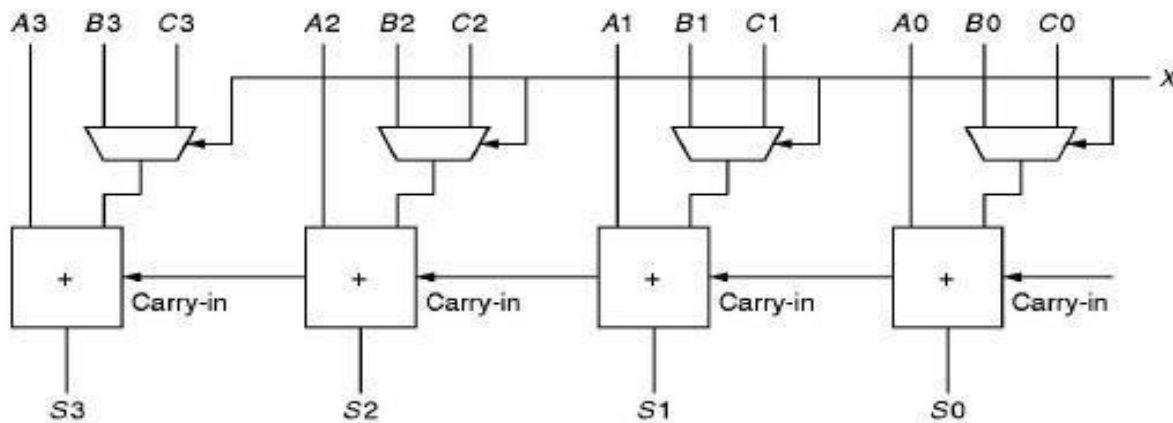 A3 B3 C3 A2 B2 C2 A1 B1 C1 A0 B0 C0
X
+ + + +
Carry-in Carry-in Carry-in Carry-in
S3 S2 S1 S0